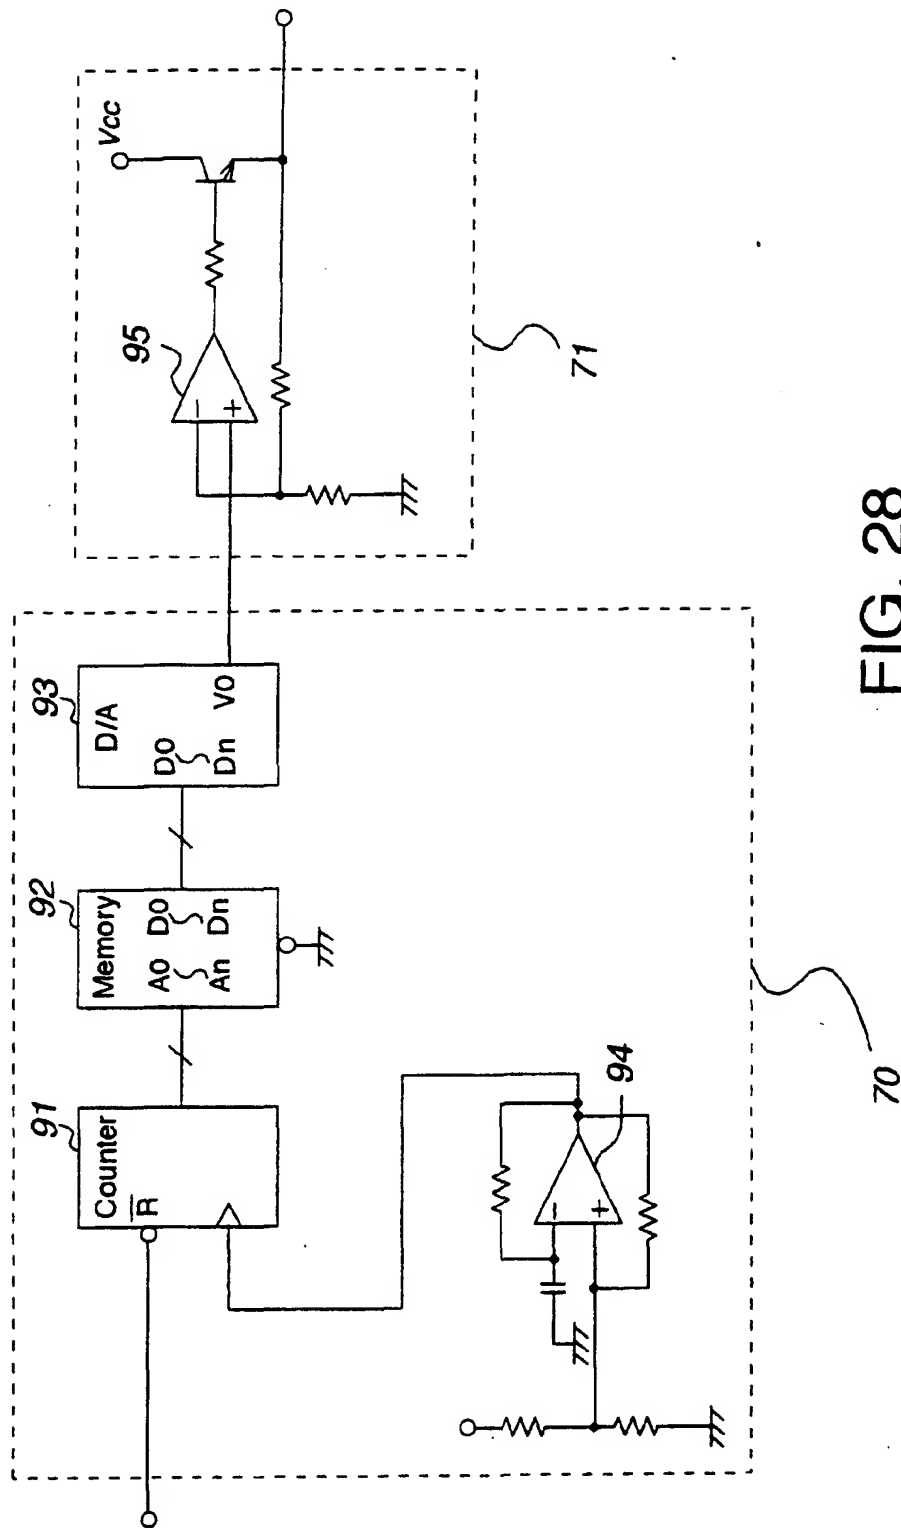 70
91
Counter
R
92
Memory
A0 D0
An Dn
93
D/A
D0
Dn
V0
94
−
+
71
95
−
+
Vcc
FIG. 28